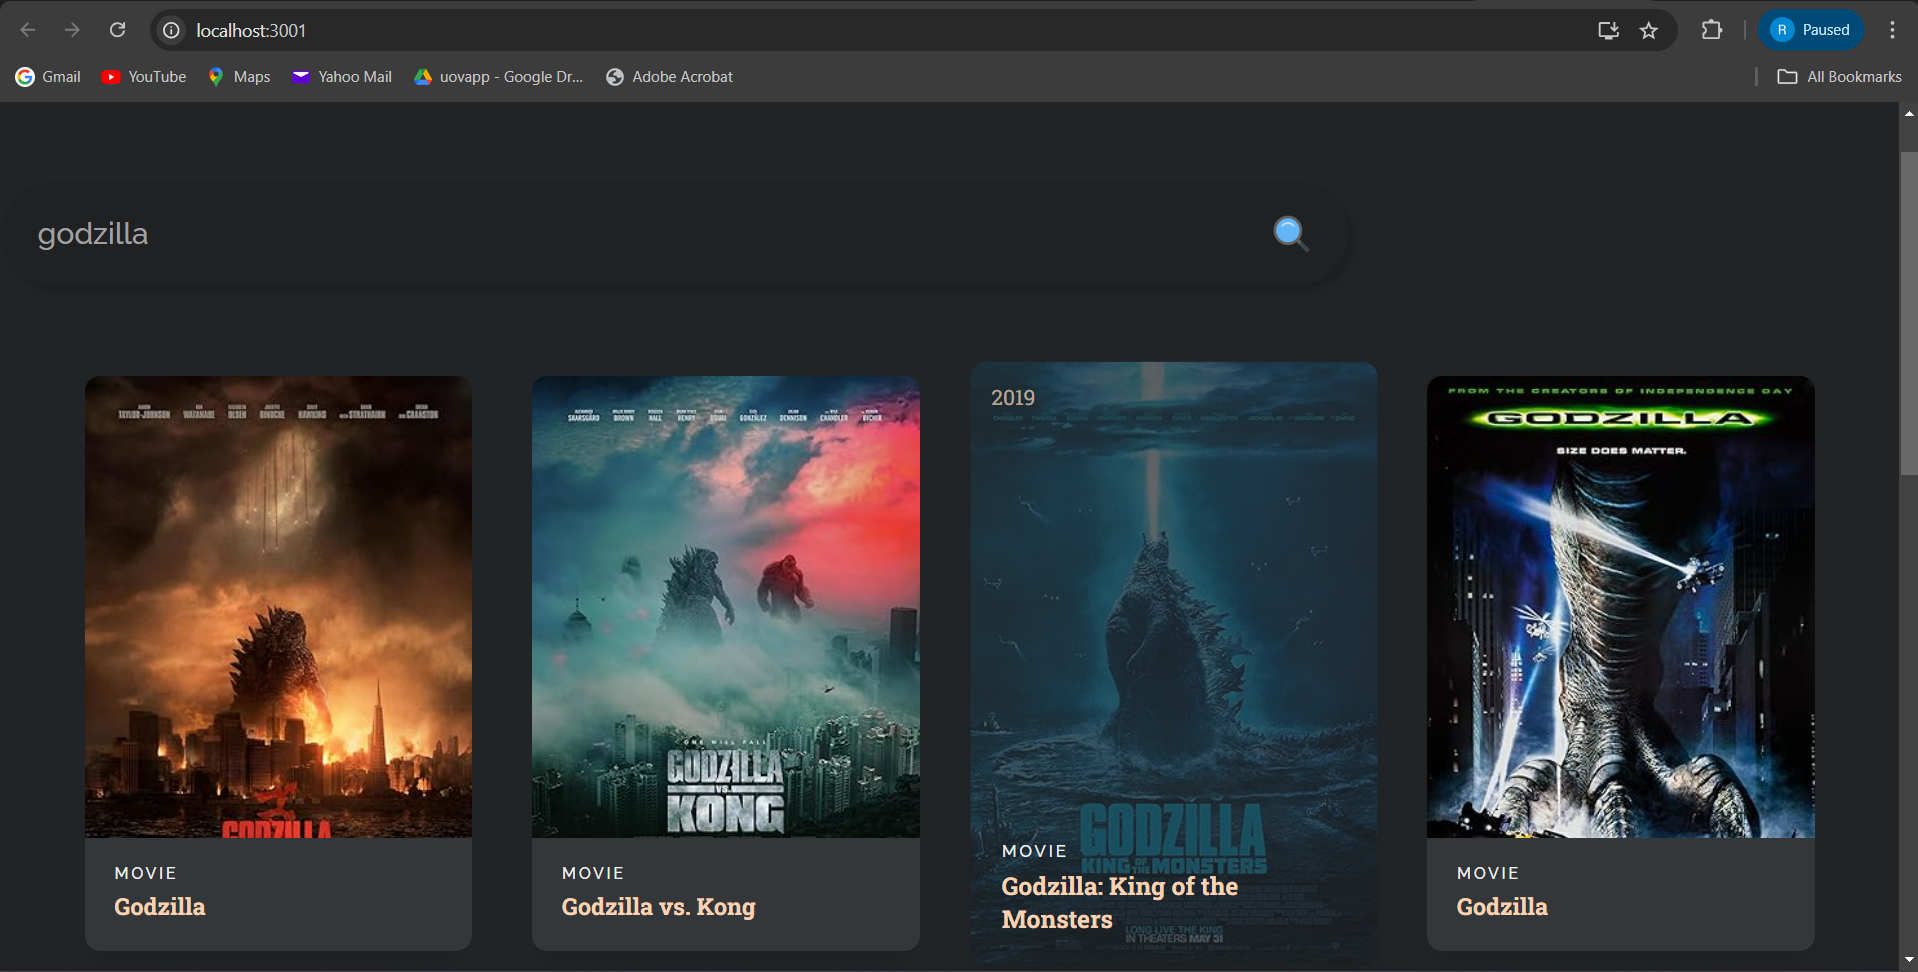 localhost:3001
R
Paused
Gmail
YouTube
Maps
Yahoo Mail
uovapp - Google Dr...
Adobe Acrobat
All Bookmarks
godzilla
TAYLOR-JOHNSON WATANABE OLSEN BINOCHE HAWKINS STRATHAIRN CRANSTON
GODZILLA
MOVIE
Godzilla
SKARSGÅRD BROWN HALL HENRY GONZÁLEZ DENNISON CHANDLER BICHIR
ONE WILL FALL
GODZILLA
VS.
KONG
MOVIE
Godzilla vs. Kong
2019
GODZILLA
KING OF THE MONSTERS
MOVIE
Godzilla: King of the
Monsters
LONG LIVE THE KING
IN THEATERS MAY 31
FROM THE CREATORS OF INDEPENDENCE DAY
GODZILLA
SIZE DOES MATTER.
MOVIE
Godzilla